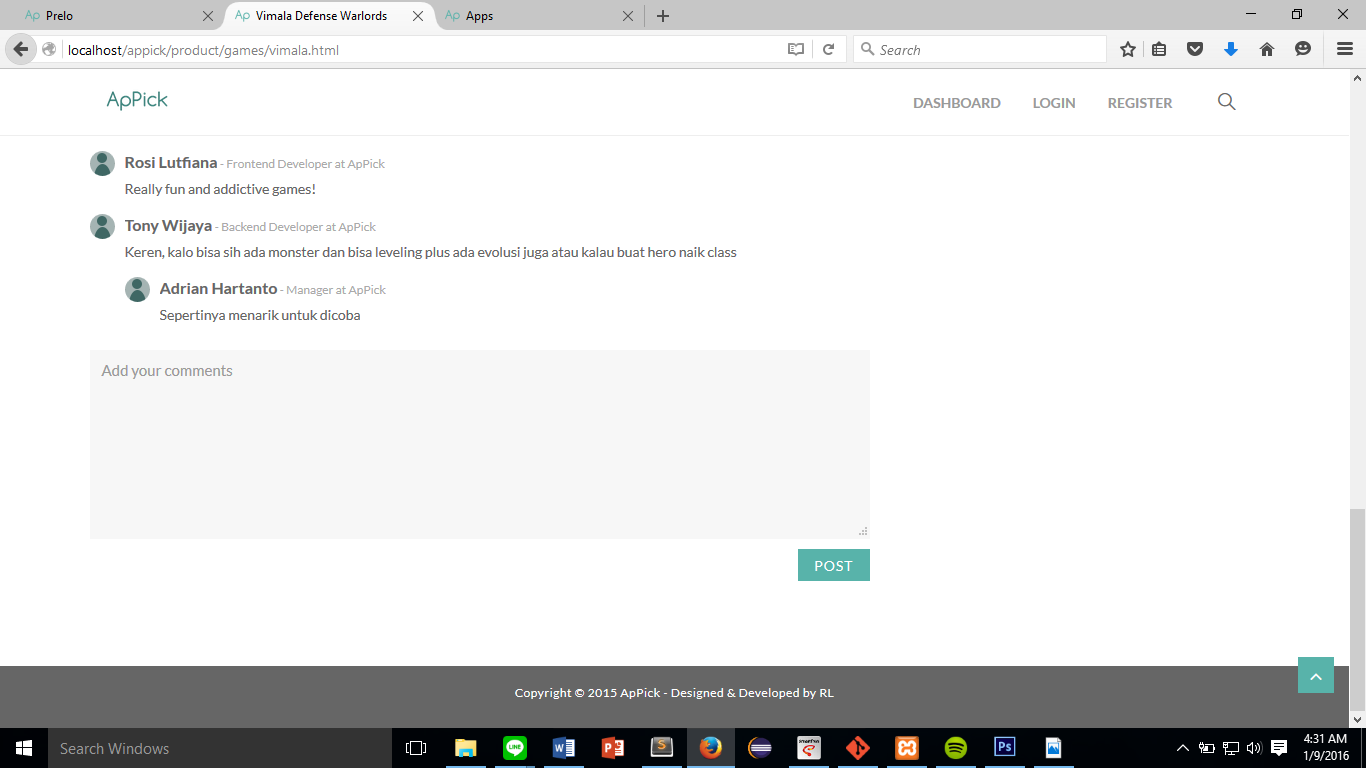 Ap Prelo
Ap Vimala Defense Warlords
Ap Apps
localhost/appick/product/games/vimala.html
Search
ApPick
DASHBOARD LOGIN REGISTER
Rosi Lutfiana - Frontend Developer at ApPick
Really fun and addictive games!
Tony Wijaya - Backend Developer at ApPick
Keren, kalo bisa sih ada monster dan bisa leveling plus ada evolusi juga atau kalau buat hero naik class
Adrian Hartanto - Manager at ApPick
Sepertinya menarik untuk dicoba
Add your comments
POST
Copyright © 2015 ApPick - Designed & Developed by RL
Search Windows
LINE
Ps
4:31 AM
1/9/2016